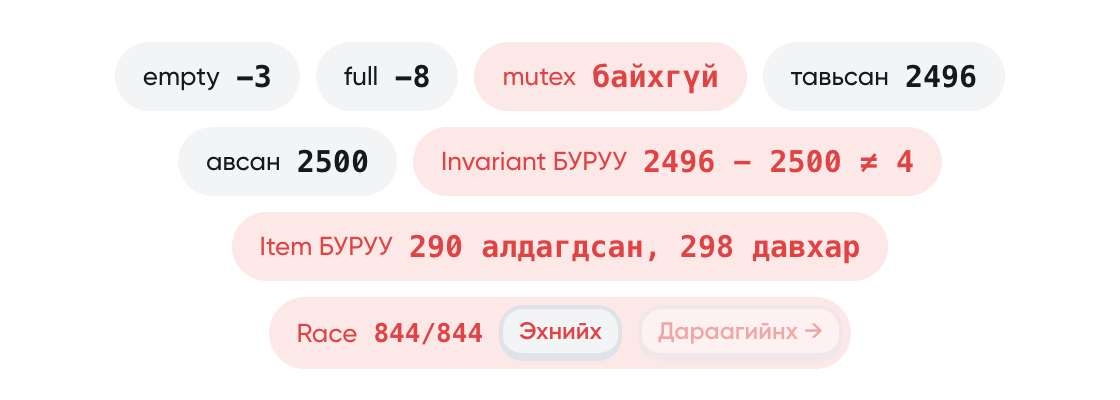 empty −3 full −8 mutex байхгүй тавьсан 2496
авсан 2500 Invariant БУРУУ 2496 − 2500 ≠ 4
Item БУРУУ 290 алдагдсан, 298 давхар
Race 844/844 Эхнийх Дараагийнх →